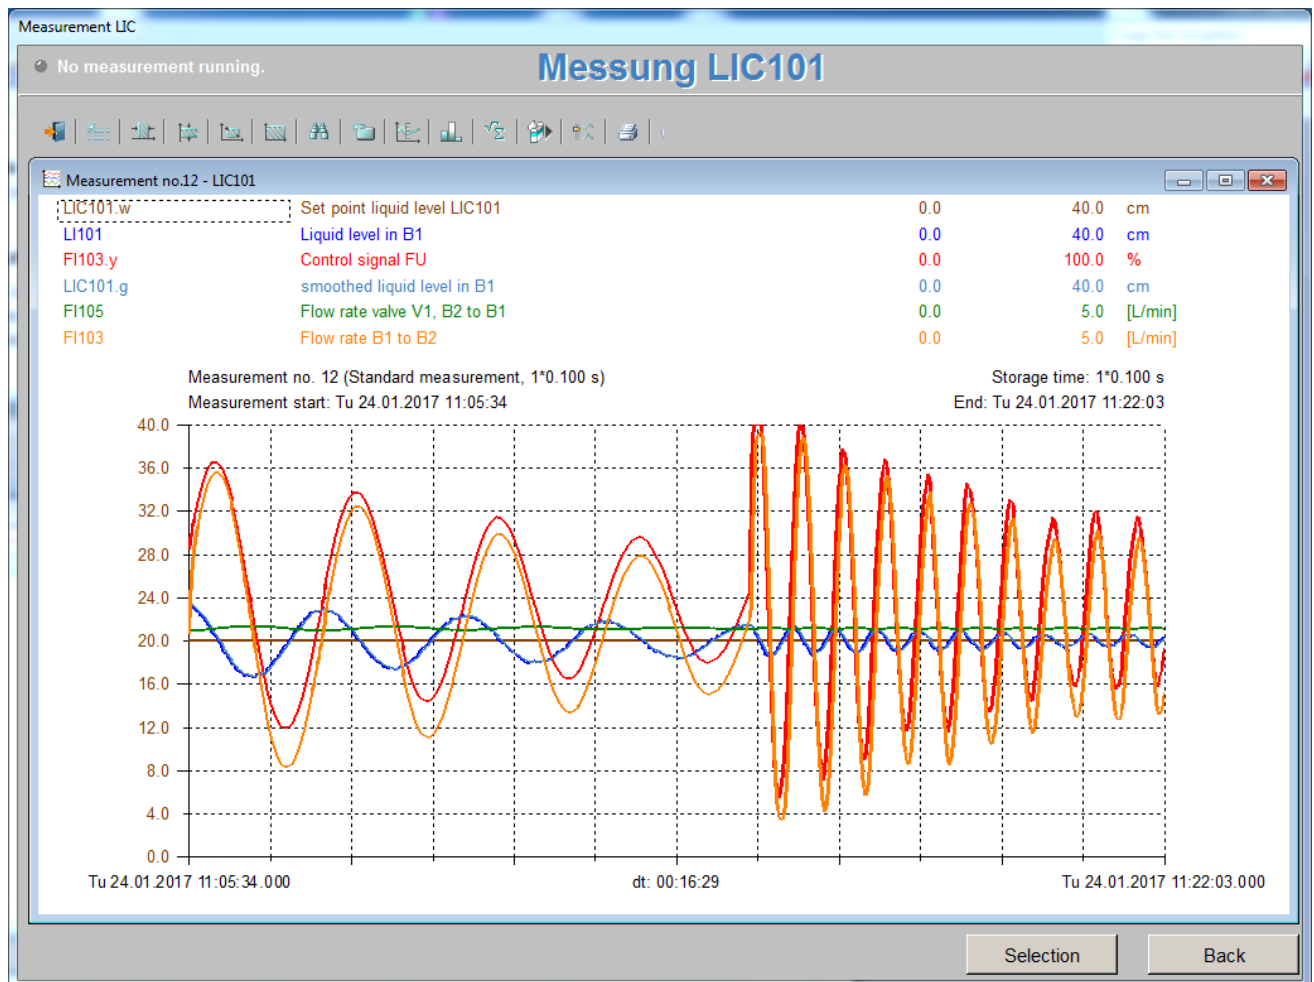 Measurement LIC
No measurement running.
Messung LIC101
Measurement no.12 - LIC101
LIC101.w Set point liquid level LIC101 0.0 40.0 cm
LI101 Liquid level in B1 0.0 40.0 cm
FI103.y Control signal FU 0.0 100.0 %
LIC101.g smoothed liquid level in B1 0.0 40.0 cm
FI105 Flow rate valve V1, B2 to B1 0.0 5.0 [L/min]
FI103 Flow rate B1 to B2 0.0 5.0 [L/min]
Measurement no. 12 (Standard measurement, 1*0.100 s) Storage time: 1*0.100 s
Measurement start: Tu 24.01.2017 11:05:34 End: Tu 24.01.2017 11:22:03
40.0
36.0
32.0
28.0
24.0
20.0
16.0
12.0
8.0
4.0
0.0
Tu 24.01.2017 11:05:34.000 dt: 00:16:29 Tu 24.01.2017 11:22:03.000
Selection Back